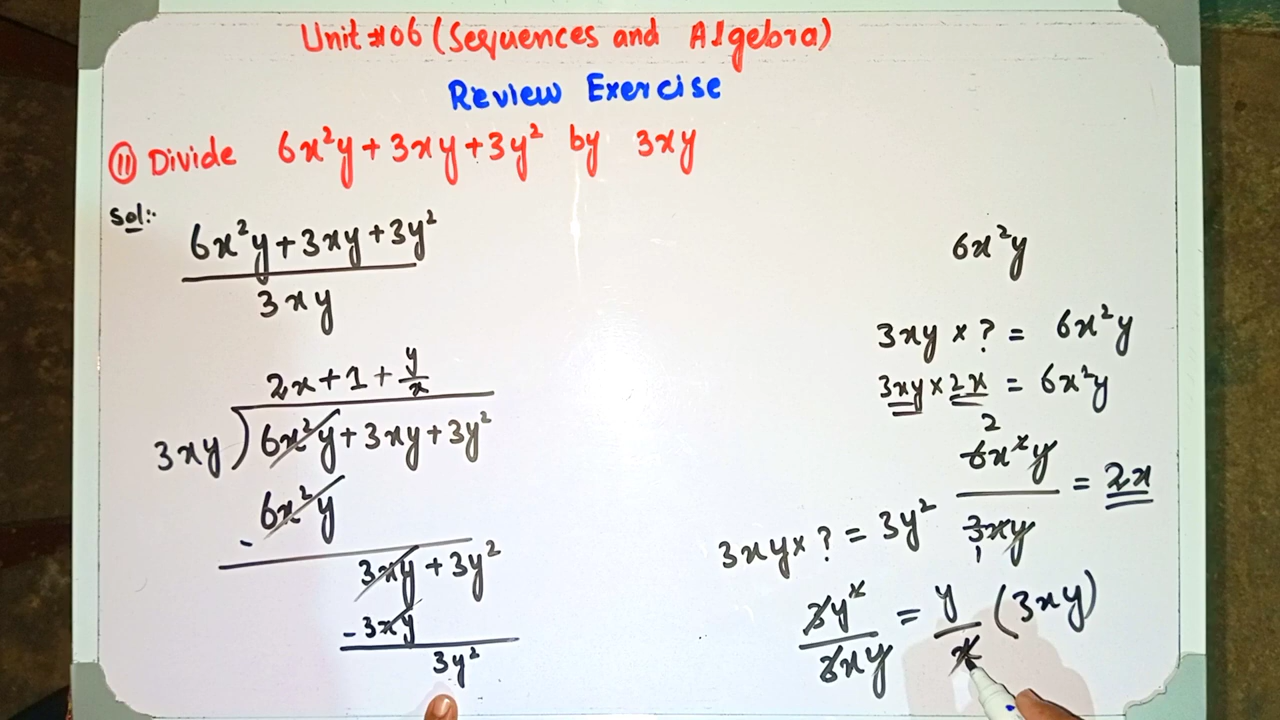 Unit # 06 (Sequences and Algebra)
Review Exercise
⑪ Divide 6x²y + 3xy + 3y² by 3xy
Sol:-
6x²y + 3xy + 3y²
3xy
2x + 1 + y/x
3xy ) 6x²y + 3xy + 3y²
- 6x²y
3xy + 3y²
- 3xy
3y²
6x²y
3xy × ? = 6x²y
3xy × 2x = 6x²y
2
6x²y
= 2x
3xy
1
3xy × ? = 3y²
3y² = y (3xy)
3xy x